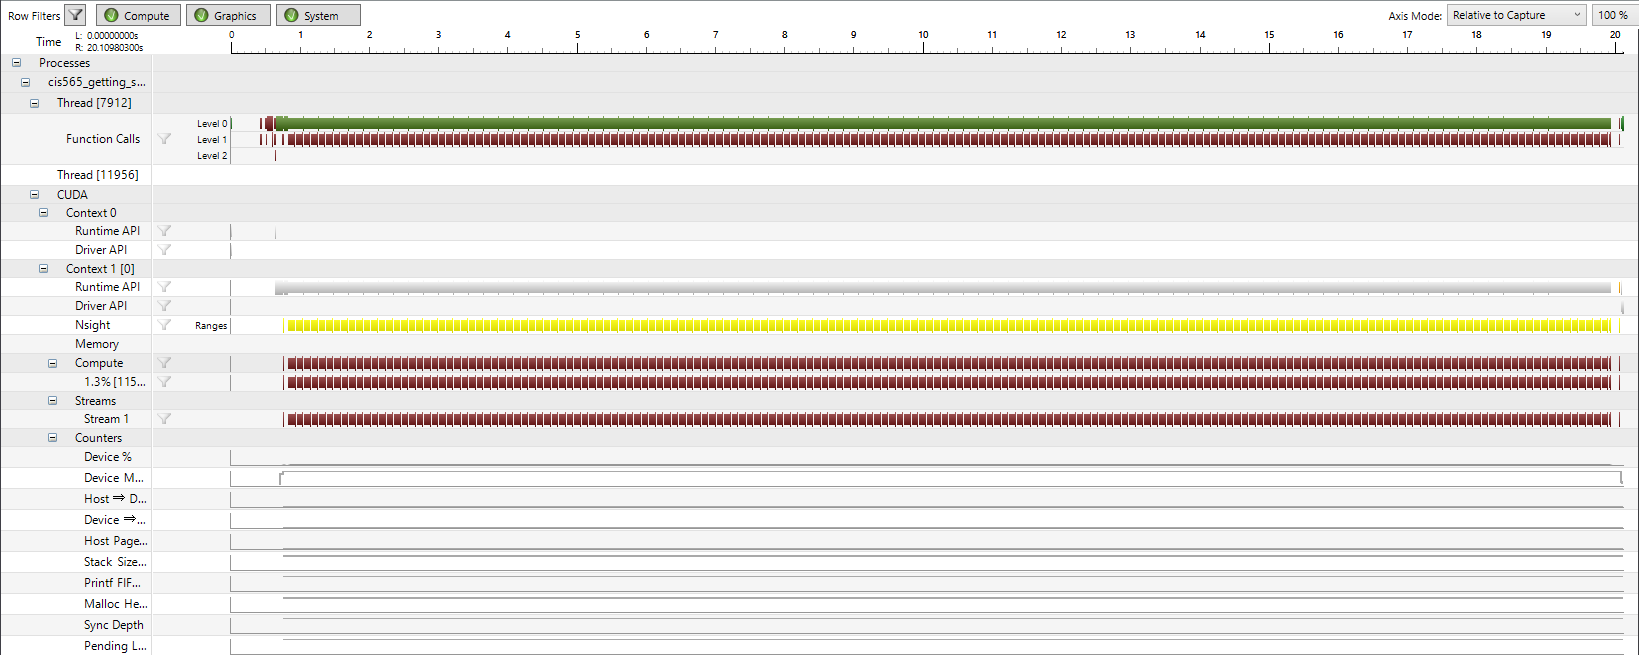 Row Filters Compute Graphics System Axis Mode: Relative to Capture 100 %
Time L: 0.00000000s
R: 20.10980300s
0 1 2 3 4 5 6 7 8 9 10 11 12 13 14 15 16 17 18 19 20
Processes
cis565_getting_s...
Thread [7912]
Function Calls
Level 0
Level 1
Level 2
Thread [11956]
CUDA
Context 0
Runtime API
Driver API
Context 1 [0]
Runtime API
Driver API
Nsight Ranges
Memory
Compute
1.3% [115...
Streams
Stream 1
Counters
Device %
Device M...
Host ⇒ D...
Device ⇒...
Host Page...
Stack Size...
Printf FIF...
Malloc He...
Sync Depth
Pending L...